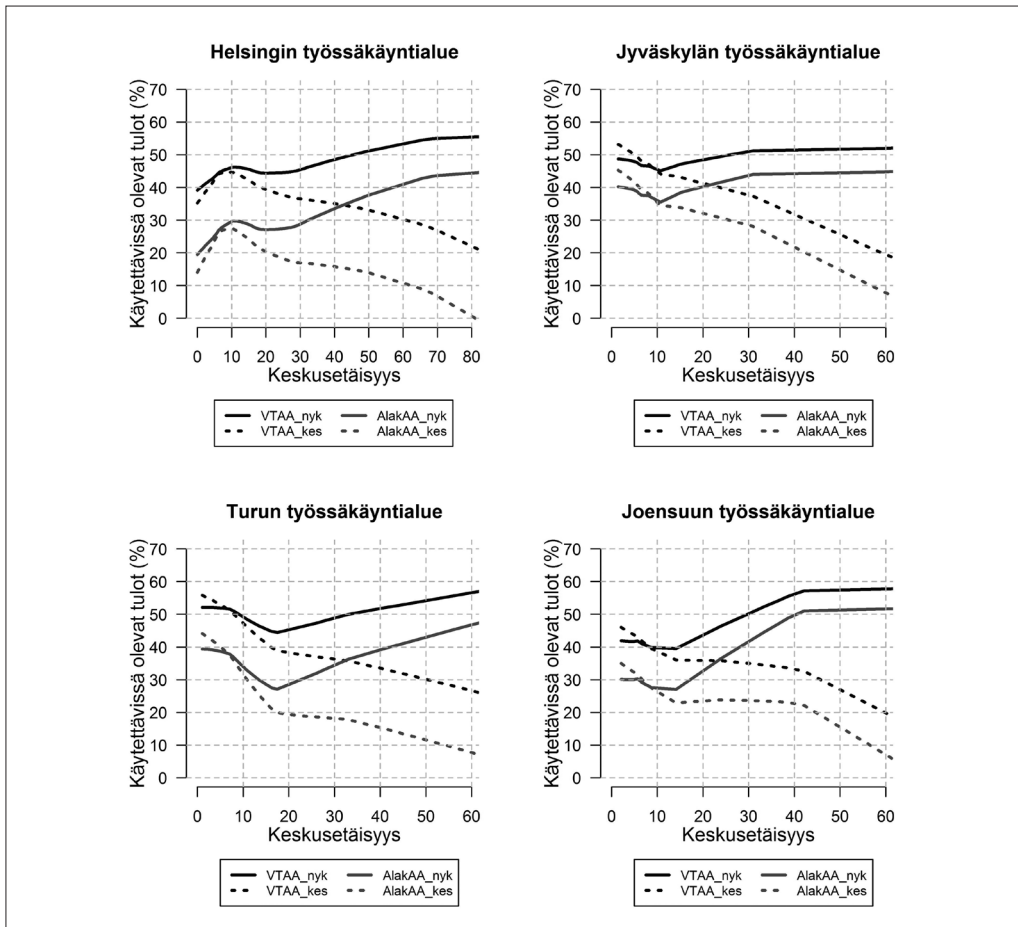 Helsingin työssäkäyntialue
Käytettävissä olevat tulot (%)
70
60
50
40
30
20
10
0
0 10 20 30 40 50 60 70 80
Keskusetäisyys
VTAA_nyk AlakAA_nyk
VTAA_kes AlakAA_kes
Jyväskylän työssäkäyntialue
Käytettävissä olevat tulot (%)
70
60
50
40
30
20
10
0
0 10 20 30 40 50 60
Keskusetäisyys
VTAA_nyk AlakAA_nyk
VTAA_kes AlakAA_kes
Turun työssäkäyntialue
Käytettävissä olevat tulot (%)
70
60
50
40
30
20
10
0
0 10 20 30 40 50 60
Keskusetäisyys
VTAA_nyk AlakAA_nyk
VTAA_kes AlakAA_kes
Joensuun työssäkäyntialue
Käytettävissä olevat tulot (%)
70
60
50
40
30
20
10
0
0 10 20 30 40 50 60
Keskusetäisyys
VTAA_nyk AlakAA_nyk
VTAA_kes AlakAA_kes